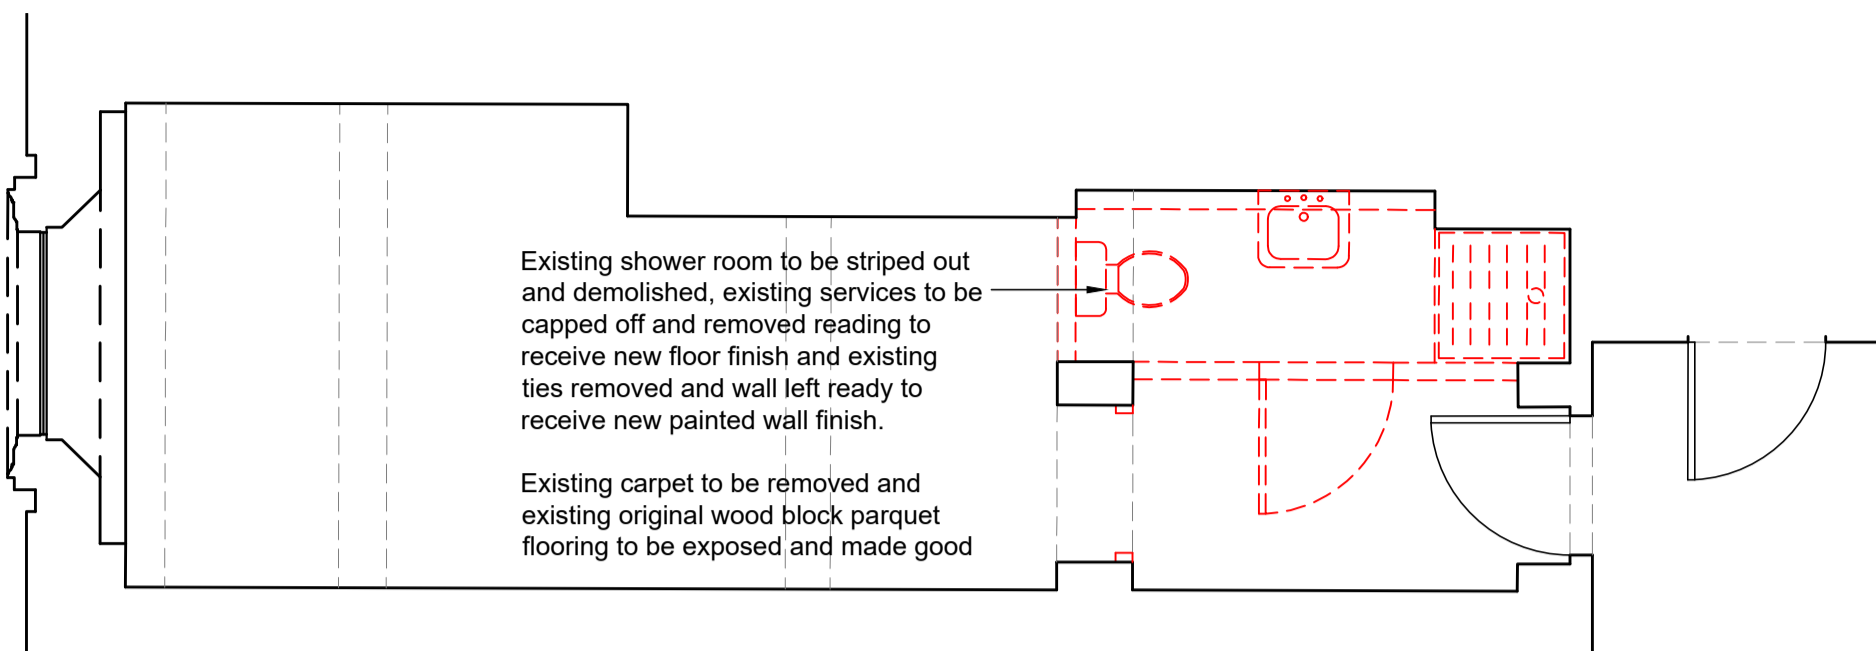 Existing shower room to be striped out
and demolished, existing services to be
capped off and removed reading to
receive new floor finish and existing
ties removed and wall left ready to
receive new painted wall finish.
Existing carpet to be removed and
existing original wood block parquet
flooring to be exposed and made good